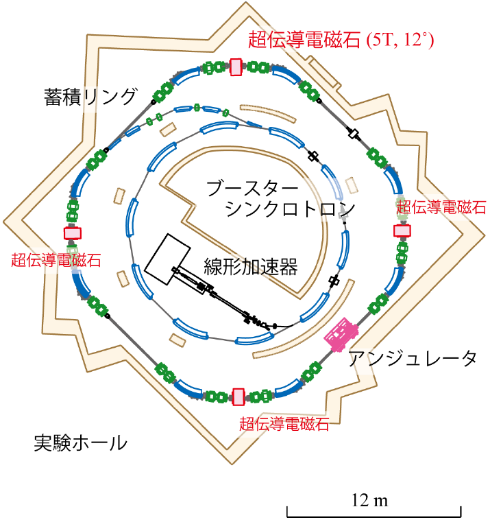 超伝導電磁石 (5T, 12˚)
蓄積リング
ブースター
シンクロトロン
超伝導電磁石
超伝導電磁石
線形加速器
アンジュレータ
超伝導電磁石
実験ホール
12 m